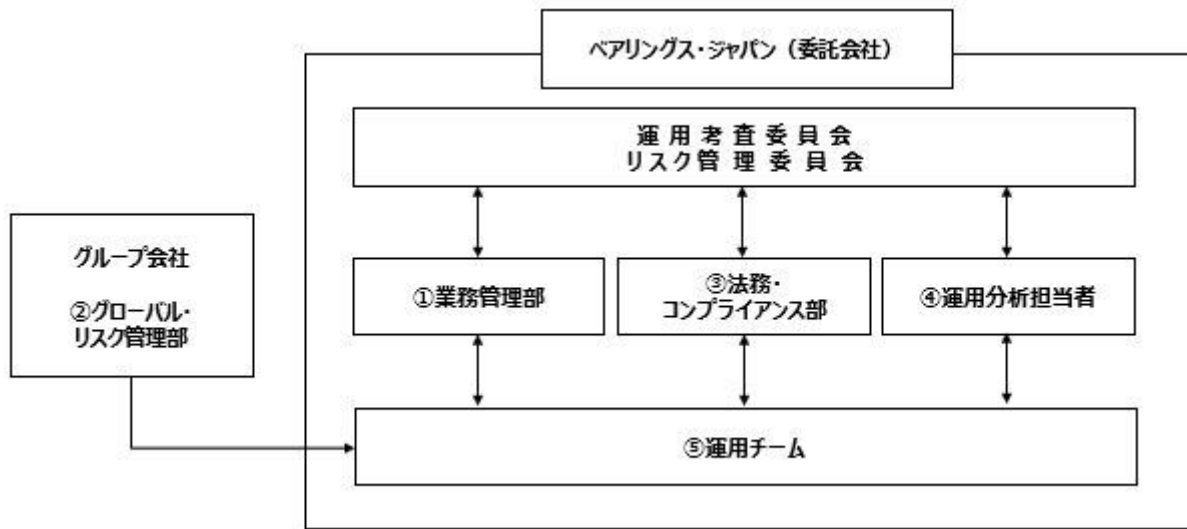 ベアリングス・ジャパン（委託会社）
運 用 考 査 委 員 会
リスク管 理 委 員 会
グループ会社
②グローバル・
リスク管理部
①業務管理部
③法務・
コンプライアンス部
④運用分析担当者
⑤運用チーム